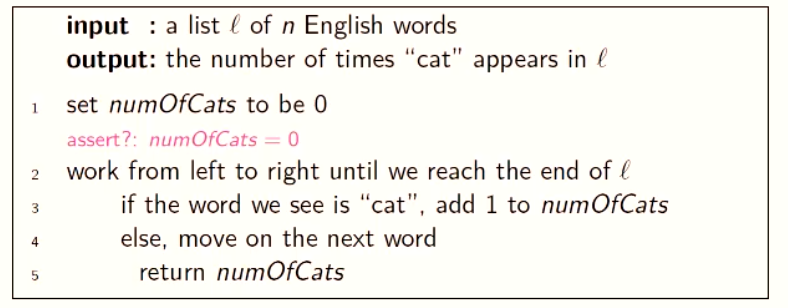 input : a list ℓ of n English words
output: the number of times “cat” appears in ℓ
1 set numOfCats to be 0
assert?: numOfCats = 0
2 work from left to right until we reach the end of ℓ
3 if the word we see is “cat”, add 1 to numOfCats
4 else, move on the next word
5 return numOfCats